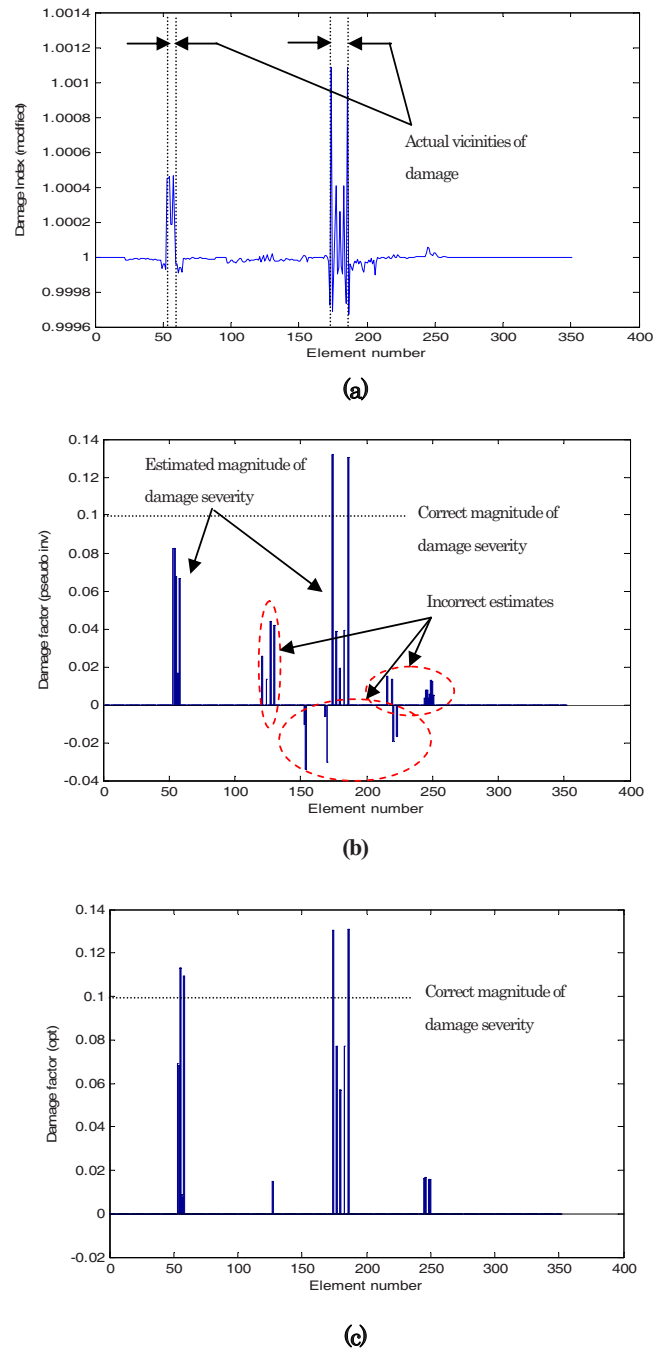 1.0014
1.0012
1.001
1.0008
1.0006
1.0004
1.0002
1
0.9998
0.9996
Damage Index (modfied)
Actual vicinities of
damage
0 50 100 150 200 250 300 350 400
Element number
(a)
0.14
0.12
0.1
0.08
0.06
0.04
0.02
0
-0.02
-0.04
Damage factor (pseudo inv)
Estimated magnitude of
damage severity
Correct magnitude of
damage severity
Incorrect estimates
0 50 100 150 200 250 300 350 400
Element number
(b)
0.14
0.12
0.1
0.08
0.06
0.04
0.02
0
-0.02
Damage factor (opt)
Correct magnitude of
damage severity
0 50 100 150 200 250 300 350 400
Element number
(c)